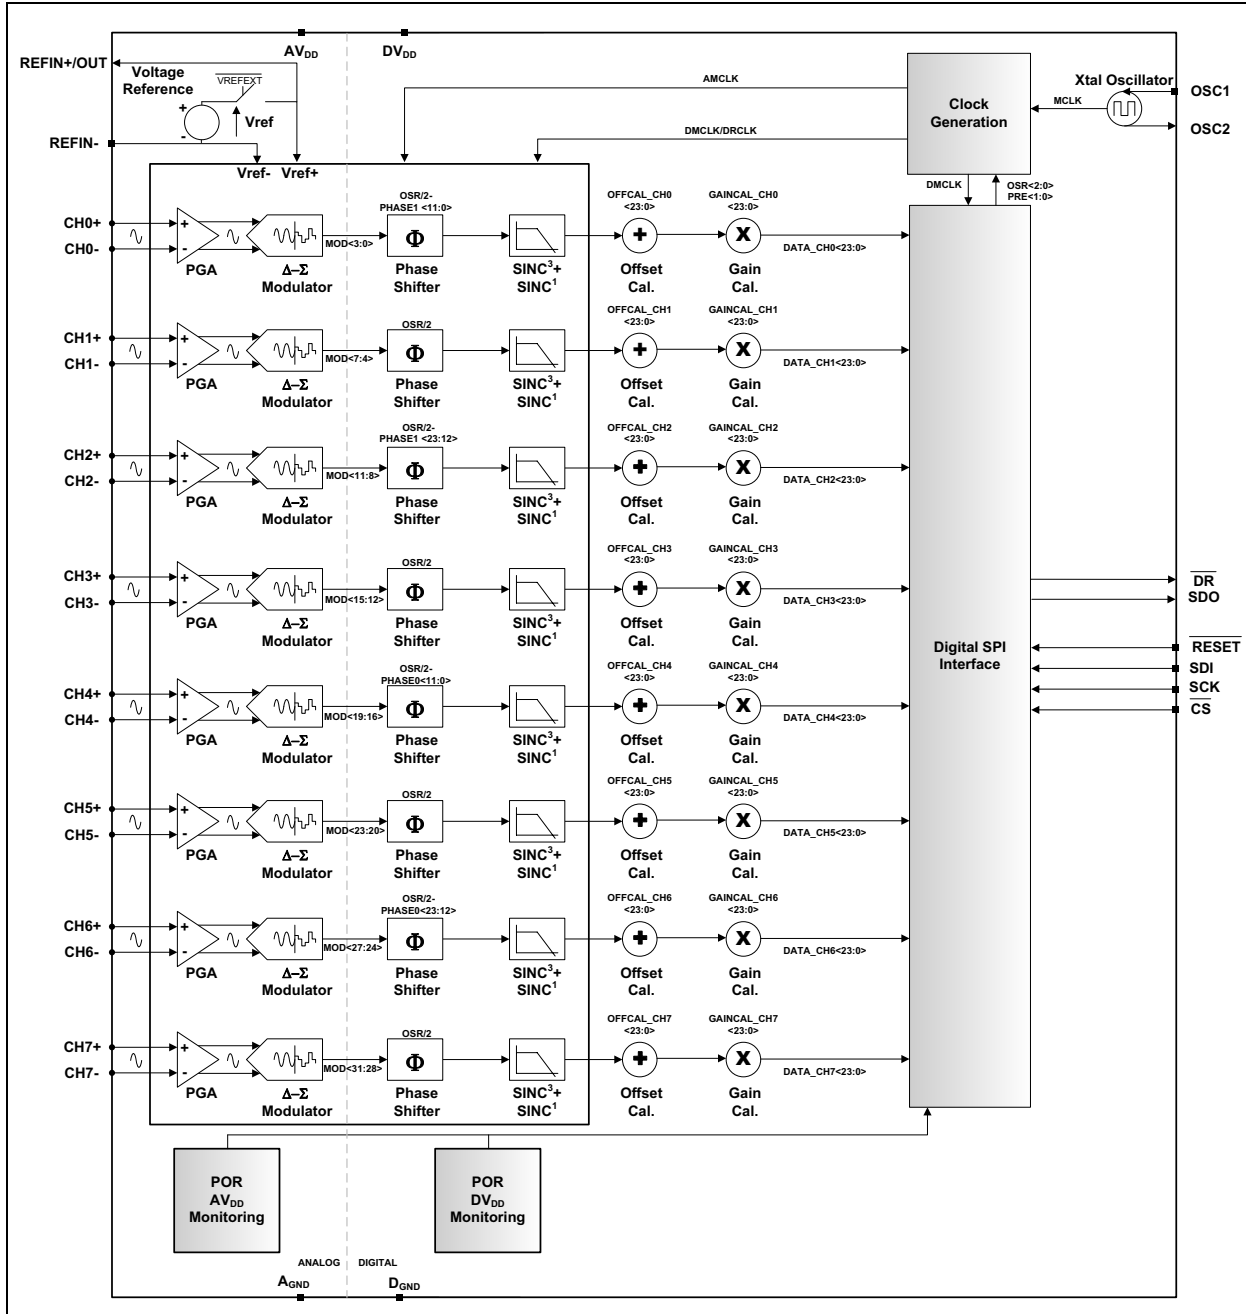 AVDD
DVDD
REFIN+/OUT
Voltage
Reference
VREFEXT
+
-
Vref
REFIN-
Vref- Vref+
AMCLK
DMCLK/DRCLK
Clock
Generation
MCLK
Xtal Oscillator
OSC1
OSC2
DMCLK
OSR<2:0>
PRE<1:0>
CH0+
CH0-
+
-
PGA
Δ–Σ
Modulator
MOD<3:0>
OSR/2-
PHASE1 <11:0>
Φ
Phase
Shifter
SINC³+
SINC¹
OFFCAL_CH0
<23:0>
+
Offset
Cal.
GAINCAL_CH0
<23:0>
X
Gain
Cal.
DATA_CH0<23:0>
CH1+
CH1-
+
-
PGA
Δ–Σ
Modulator
MOD<7:4>
OSR/2
Φ
Phase
Shifter
SINC³+
SINC¹
OFFCAL_CH1
<23:0>
+
Offset
Cal.
GAINCAL_CH1
<23:0>
X
Gain
Cal.
DATA_CH1<23:0>
CH2+
CH2-
+
-
PGA
Δ–Σ
Modulator
MOD<11:8>
OSR/2-
PHASE1 <23:12>
Φ
Phase
Shifter
SINC³+
SINC¹
OFFCAL_CH2
<23:0>
+
Offset
Cal.
GAINCAL_CH2
<23:0>
X
Gain
Cal.
DATA_CH2<23:0>
CH3+
CH3-
+
-
PGA
Δ–Σ
Modulator
MOD<15:12>
OSR/2
Φ
Phase
Shifter
SINC³+
SINC¹
OFFCAL_CH3
<23:0>
+
Offset
Cal.
GAINCAL_CH3
<23:0>
X
Gain
Cal.
DATA_CH3<23:0>
CH4+
CH4-
+
-
PGA
Δ–Σ
Modulator
MOD<19:16>
OSR/2-
PHASE0<11:0>
Φ
Phase
Shifter
SINC³+
SINC¹
OFFCAL_CH4
<23:0>
+
Offset
Cal.
GAINCAL_CH4
<23:0>
X
Gain
Cal.
DATA_CH4<23:0>
CH5+
CH5-
+
-
PGA
Δ–Σ
Modulator
MOD<23:20>
OSR/2
Φ
Phase
Shifter
SINC³+
SINC¹
OFFCAL_CH5
<23:0>
+
Offset
Cal.
GAINCAL_CH5
<23:0>
X
Gain
Cal.
DATA_CH5<23:0>
CH6+
CH6-
+
-
PGA
Δ–Σ
Modulator
MOD<27:24>
OSR/2-
PHASE0<23:12>
Φ
Phase
Shifter
SINC³+
SINC¹
OFFCAL_CH6
<23:0>
+
Offset
Cal.
GAINCAL_CH6
<23:0>
X
Gain
Cal.
DATA_CH6<23:0>
CH7+
CH7-
+
-
PGA
Δ–Σ
Modulator
MOD<31:28>
OSR/2
Φ
Phase
Shifter
SINC³+
SINC¹
OFFCAL_CH7
<23:0>
+
Offset
Cal.
GAINCAL_CH7
<23:0>
X
Gain
Cal.
DATA_CH7<23:0>
Digital SPI
Interface
DR
SDO
RESET
SDI
SCK
CS
POR
AVDD
Monitoring
POR
DVDD
Monitoring
ANALOG
DIGITAL
AGND
DGND